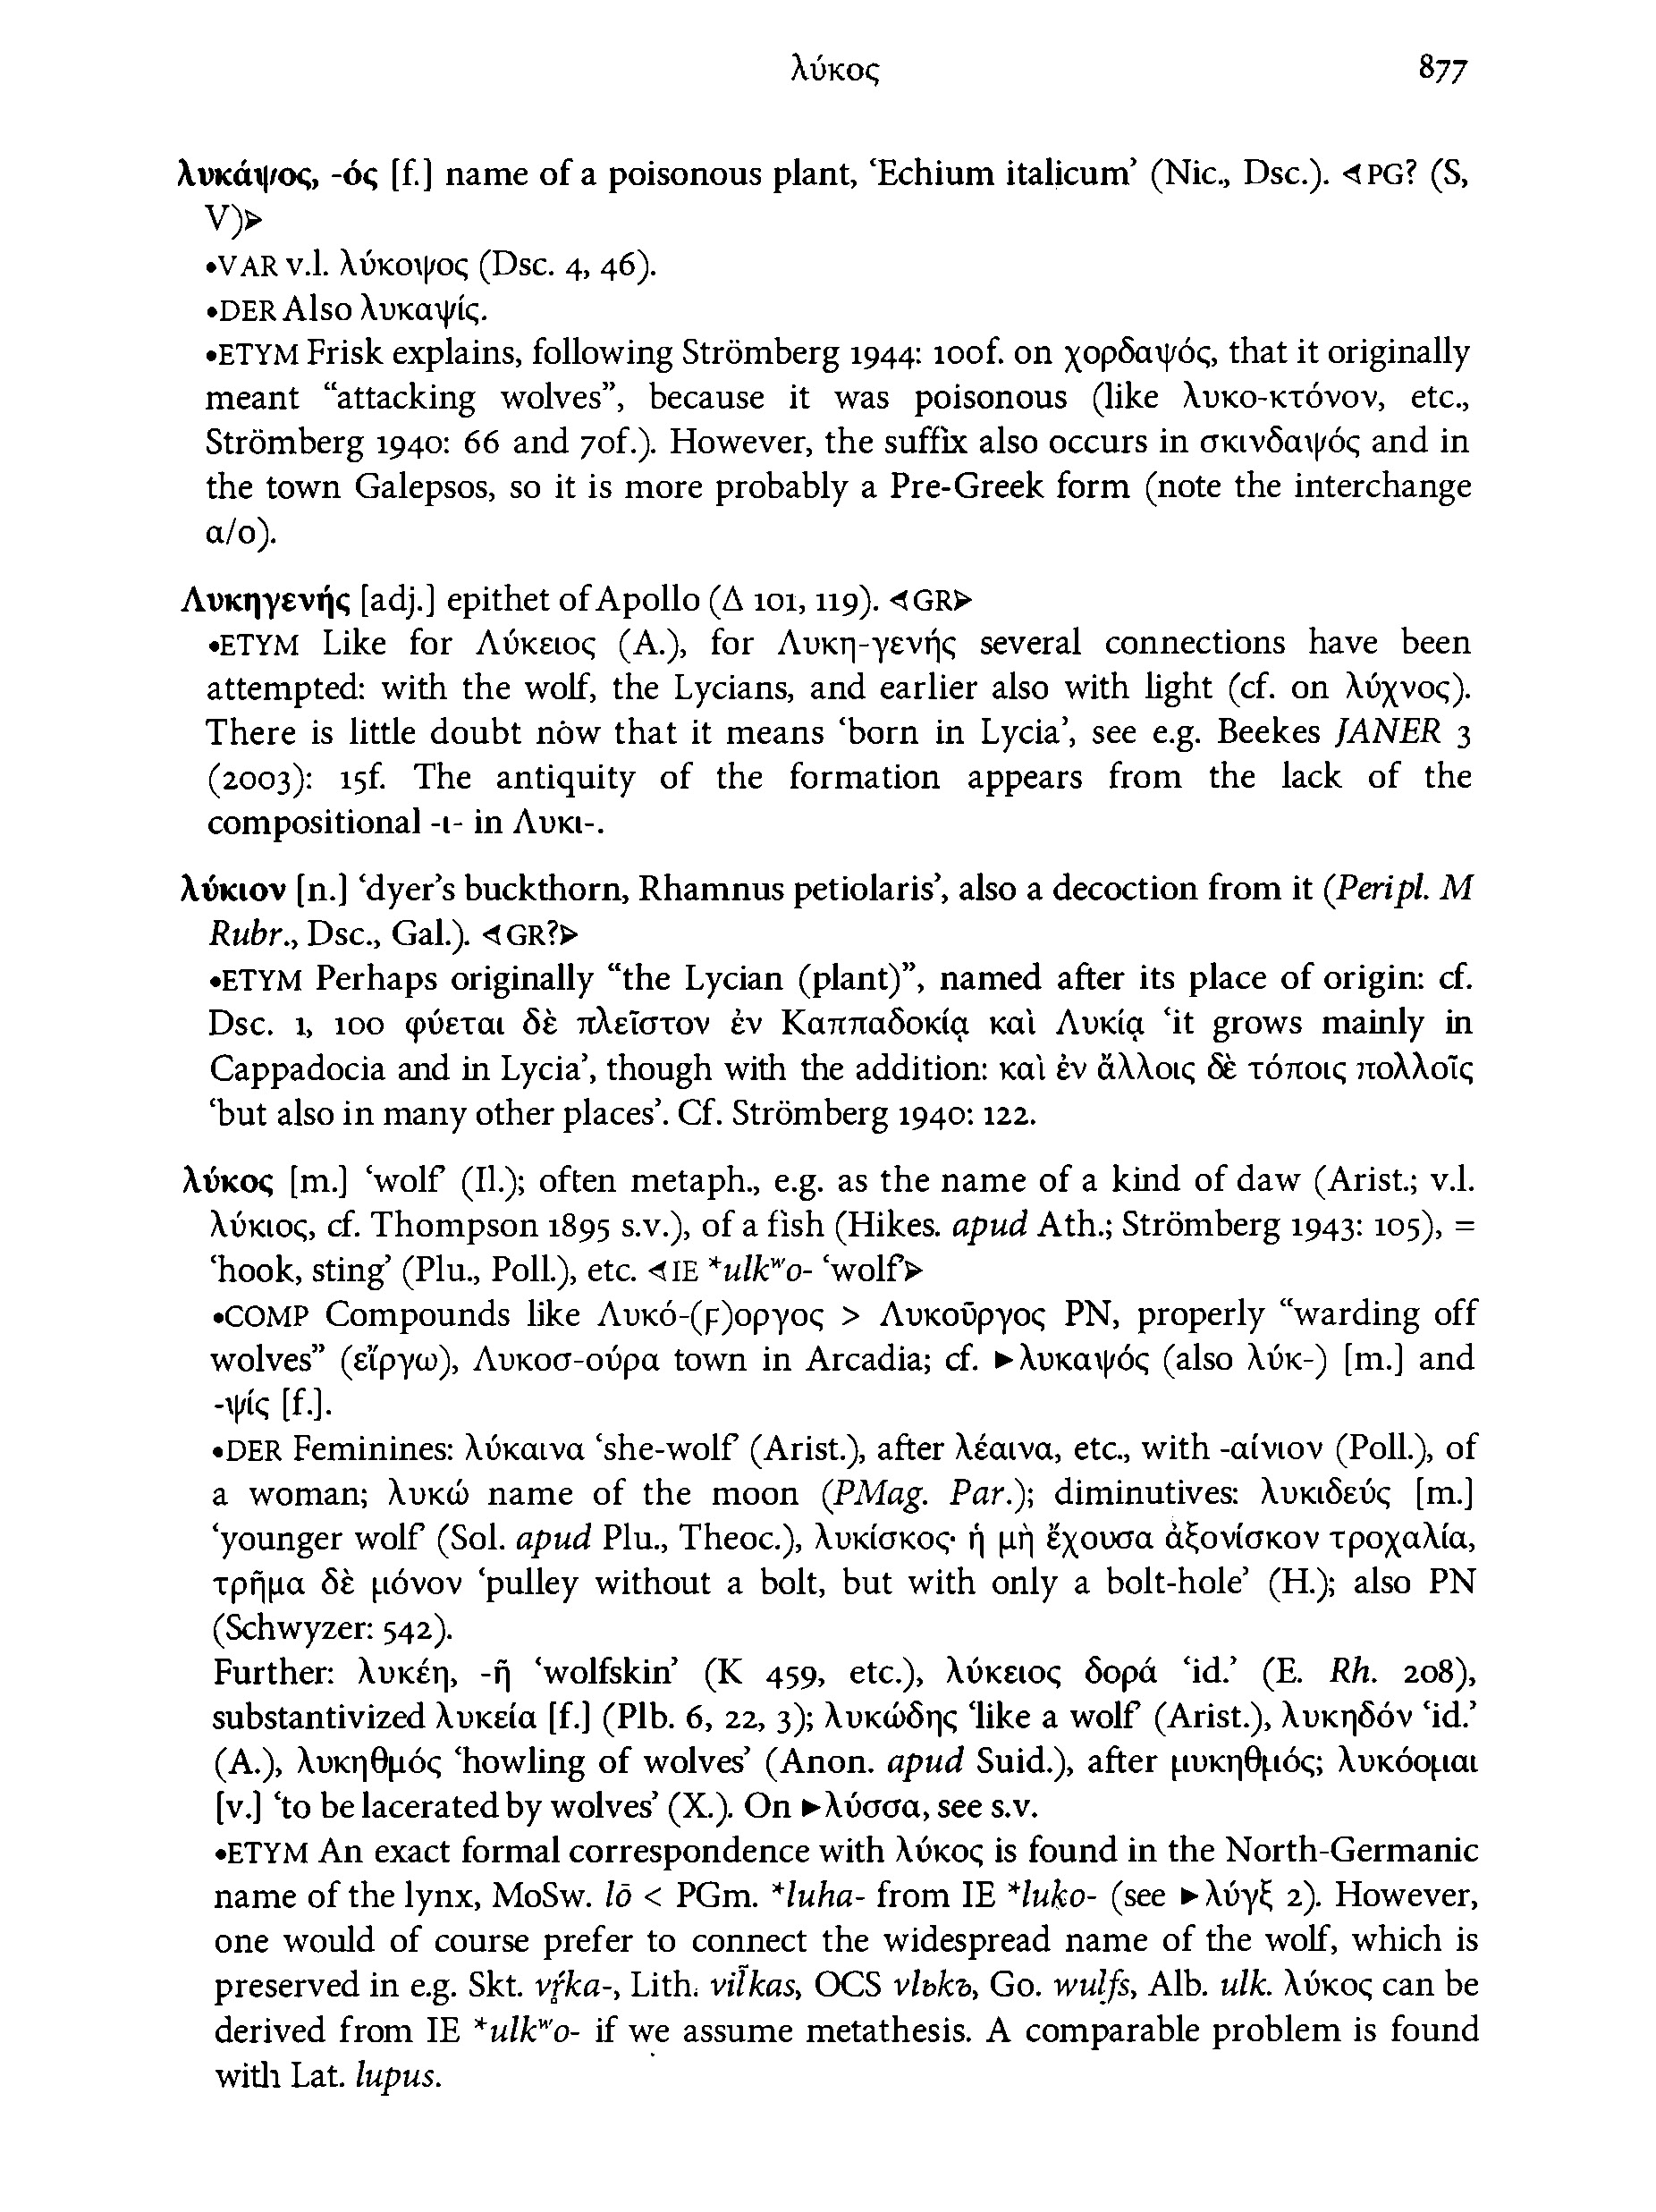 λύκος 877
λυκάψος, -ός [f.] name of a poisonous plant, ‘Echium italicum’ (Nic., Dsc.). ⊲PG? (S,
V)⊳
•VAR v.l. λύκοψος (Dsc. 4, 46).
•DER Also λυκαψίς.
•ETYM Frisk explains, following Strömberg 1944: 100f. on χορδαψός, that it originally
meant “attacking wolves”, because it was poisonous (like λυκο-κτόνον, etc.,
Strömberg 1940: 66 and 70f.). However, the suffix also occurs in σκινδαψός and in
the town Galepsos, so it is more probably a Pre-Greek form (note the interchange
α/ο).
Λυκηγενής [adj.] epithet of Apollo (Δ 101, 119). ⊲GR⊳
•ETYM Like for Λύκειος (A.), for Λυκη-γενής several connections have been
attempted: with the wolf, the Lycians, and earlier also with light (cf. on λύχνος).
There is little doubt now that it means ‘born in Lycia’, see e.g. Beekes JANER 3
(2003): 15f. The antiquity of the formation appears from the lack of the
compositional -ι- in Λυκι-.
λύκιον [n.] ‘dyer’s buckthorn, Rhamnus petiolaris’, also a decoction from it (Peripl. M
Rubr., Dsc., Gal.). ⊲GR?⊳
•ETYM Perhaps originally “the Lycian (plant)”, named after its place of origin: cf.
Dsc. 1, 100 φύεται δὲ πλεῖστον ἐν Καππαδοκίᾳ καὶ Λυκίᾳ ‘it grows mainly in
Cappadocia and in Lycia’, though with the addition: καὶ ἐν ἄλλοις δὲ τόποις πολλοῖς
‘but also in many other places’. Cf. Strömberg 1940: 122.
λύκος [m.] ‘wolf’ (Il.); often metaph., e.g. as the name of a kind of daw (Arist.; v.l.
λύκιος, cf. Thompson 1895 s.v.), of a fish (Hikes. apud Ath.; Strömberg 1943: 105), =
‘hook, sting’ (Plu., Poll.), etc. ⊲IE *ulkʷo- ‘wolf’⊳
•COMP Compounds like Λυκό-(ϝ)οργος > Λυκοῦργος PN, properly “warding off
wolves” (εἴργω), Λυκοσ-ούρα town in Arcadia; cf. ►λυκαψός (also λύκ-) [m.] and
-ψίς [f.].
•DER Feminines: λύκαινα ‘she-wolf’ (Arist.), after λέαινα, etc., with -αίνιον (Poll.), of
a woman; λυκώ name of the moon (PMag. Par.); diminutives: λυκιδεύς [m.]
‘younger wolf’ (Sol. apud Plu., Theoc.), λυκίσκος· ἡ μὴ ἔχουσα ἀξονίσκον τροχαλία,
τρῆμα δὲ μόνον ‘pulley without a bolt, but with only a bolt-hole’ (H.); also PN
(Schwyzer: 542).
Further: λυκέη, -ῆ ‘wolfskin’ (K 459, etc.), λύκειος δορά ‘id.’ (E. Rh. 208),
substantivized λυκεία [f.] (Plb. 6, 22, 3); λυκώδης ‘like a wolf’ (Arist.), λυκηδόν ‘id.’
(A.), λυκηθμός ‘howling of wolves’ (Anon. apud Suid.), after μυκηθμός; λυκόομαι
[v.] ‘to be lacerated by wolves’ (X.). On ►λύσσα, see s.v.
•ETYM An exact formal correspondence with λύκος is found in the North-Germanic
name of the lynx, MoSw. lō < PGm. *luha- from IE *luko- (see ►λύγξ 2). However,
one would of course prefer to connect the widespread name of the wolf, which is
preserved in e.g. Skt. vŕ̥ka-, Lith. vil̃kas, OCS vlьkъ, Go. wulfs, Alb. ulk. λύκος can be
derived from IE *ulkʷo- if we assume metathesis. A comparable problem is found
with Lat. lupus.